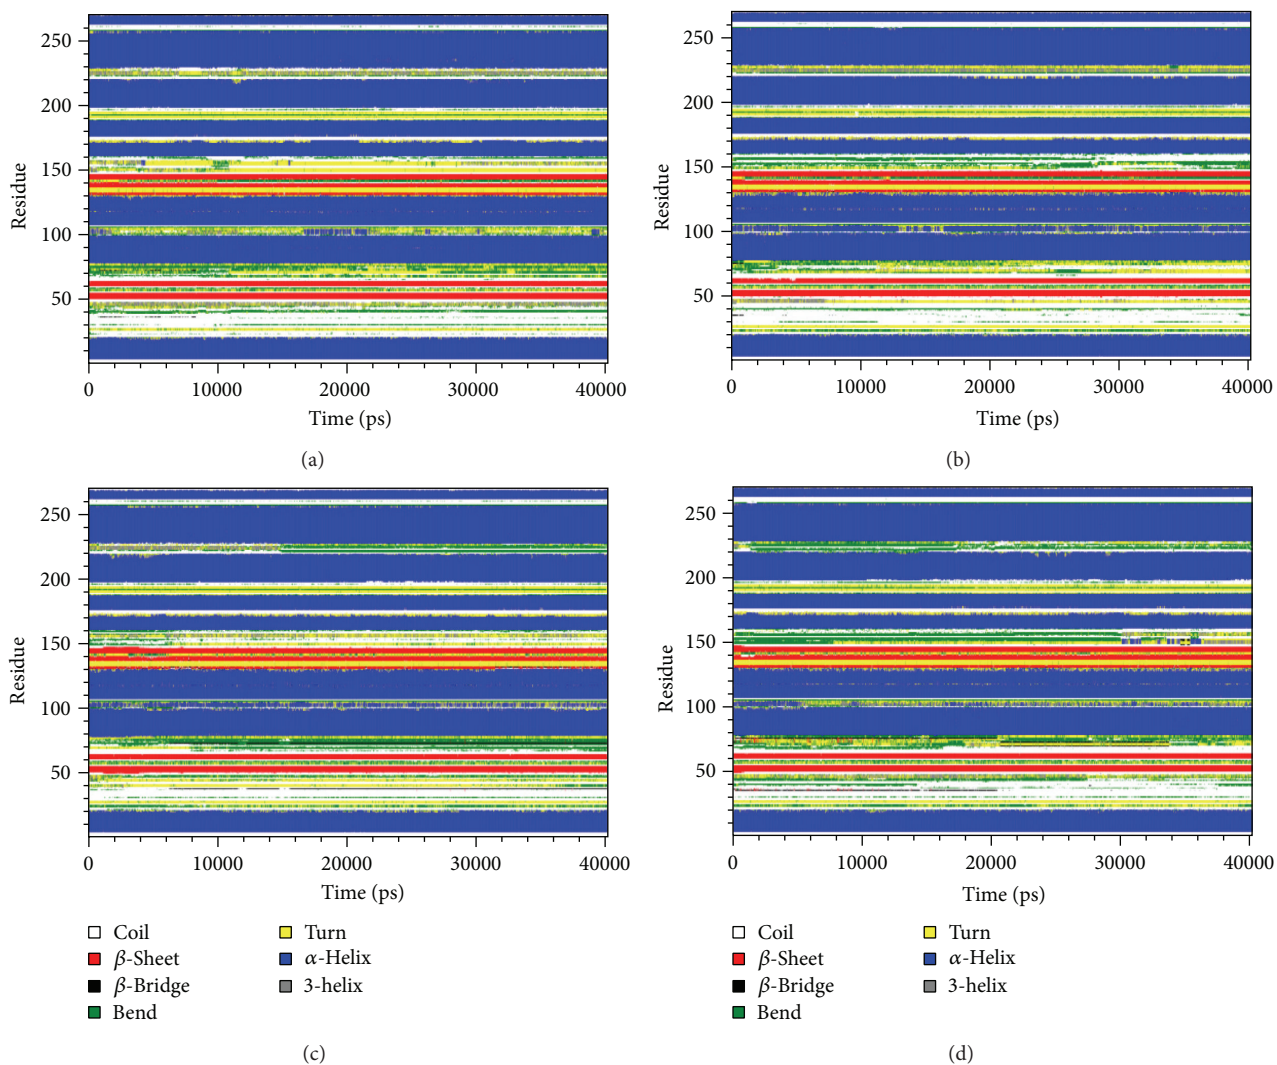 250
200
150
100
50
Residue
0 10000 20000 30000 40000
Time (ps)
(a)
250
200
150
100
50
Residue
0 10000 20000 30000 40000
Time (ps)
(b)
250
200
150
100
50
Residue
0 10000 20000 30000 40000
Time (ps)
Coil Turn
β-Sheet α-Helix
β-Bridge 3-helix
Bend
(c)
250
200
150
100
50
Residue
0 10000 20000 30000 40000
Time (ps)
Coil Turn
β-Sheet α-Helix
β-Bridge 3-helix
Bend
(d)